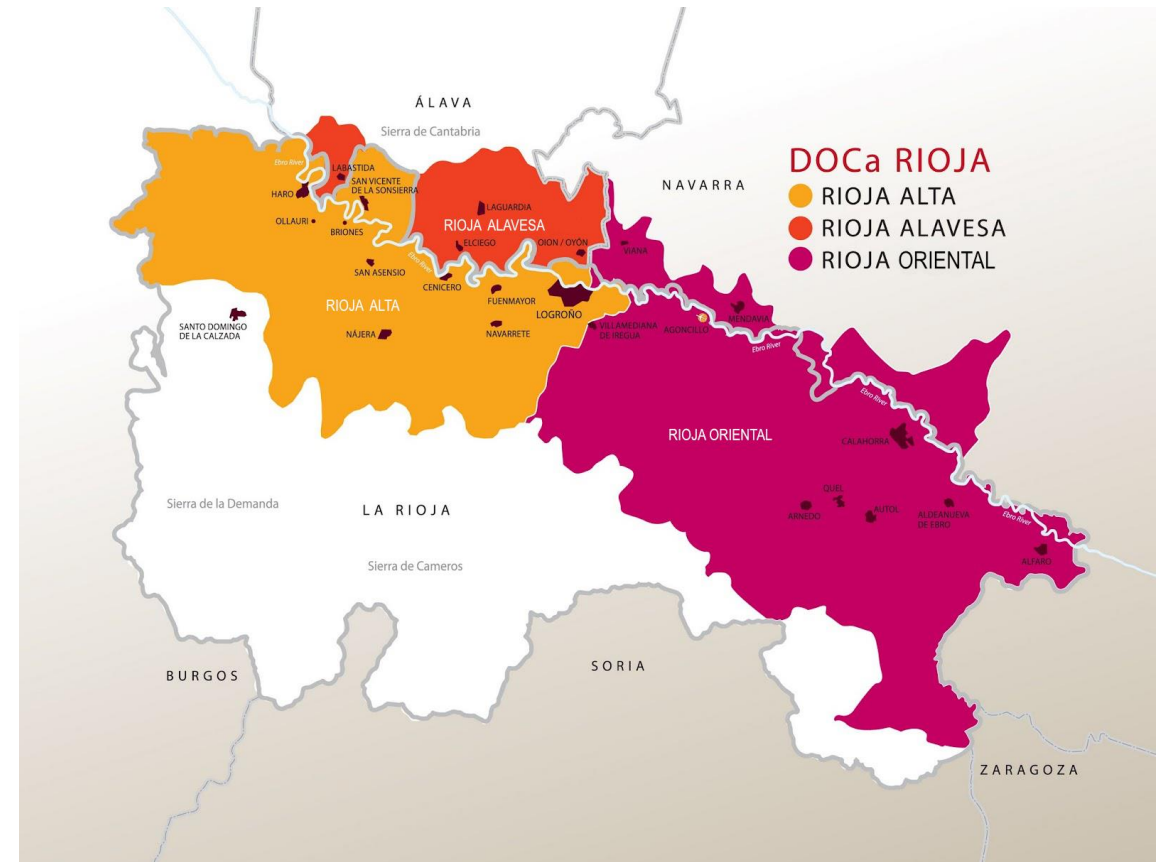 ÁLAVA
Sierra de Cantabria
DOCa RIOJA
RIOJA ALTA
RIOJA ALAVESA
RIOJA ORIENTAL
NAVARRA
Ebro River
LABASTIDA
HARO
SAN VICENTE
DE LA SONSIERRA
OLLAURI
BRIONES
LAGUARDIA
RIOJA ALAVESA
ELCIEGO
OION / OYÓN
VIANA
SAN ASENSIO
Ebro River
CENICERO
FUENMAYOR
RIOJA ALTA
LOGROÑO
SANTO DOMINGO
DE LA CALZADA
NÁJERA
NAVARRETE
VILLAMEDIANA
DE IREGUA
AGONCILLO
MENDAVIA
Ebro River
Ebro River
RIOJA ORIENTAL
CALAHORRA
QUEL
ARNEDO
AUTOL
ALDEANUEVA
DE EBRO
Ebro River
ALFARO
Sierra de la Demanda
LA RIOJA
Sierra de Cameros
BURGOS
SORIA
ZARAGOZA